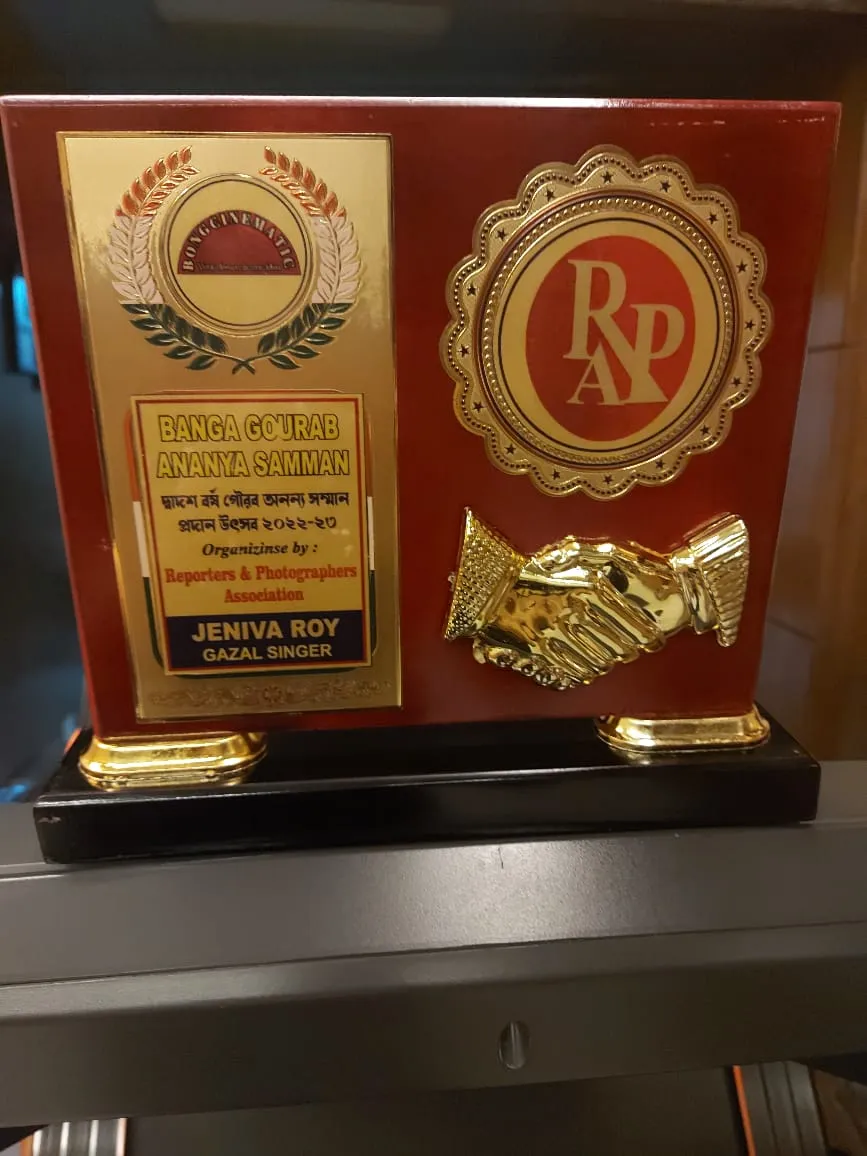 BONGCINEMATIC
BANGA GOURAB
ANANYA SAMMAN
দ্বাদশ বর্ষ গৌরব অনন্য সম্মান
প্রদান উৎসব ২০২২-২৩
Organizinse by :
Reporters & Photographers
Association
JENIVA ROY
GAZAL SINGER
RAP